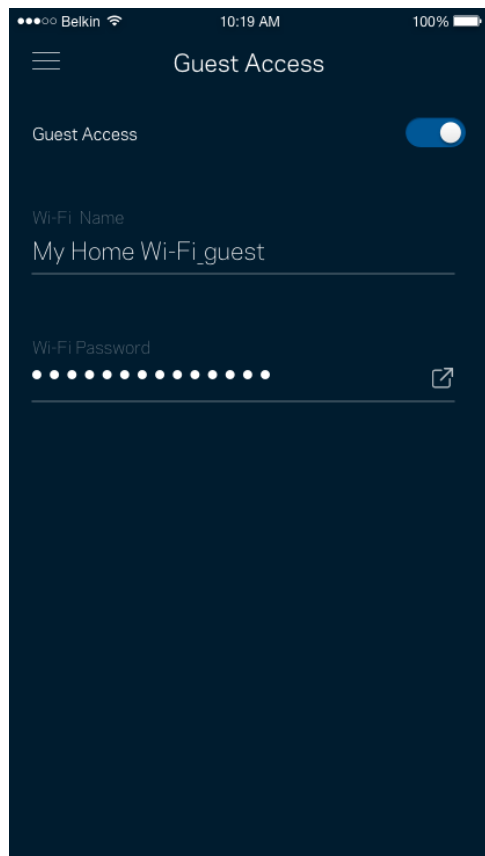 Belkin 10:19 AM 100%
Guest Access
Guest Access
Wi-Fi Name
My Home Wi-Fi_guest
Wi-Fi Password
●●●●●●●●●●●●●●